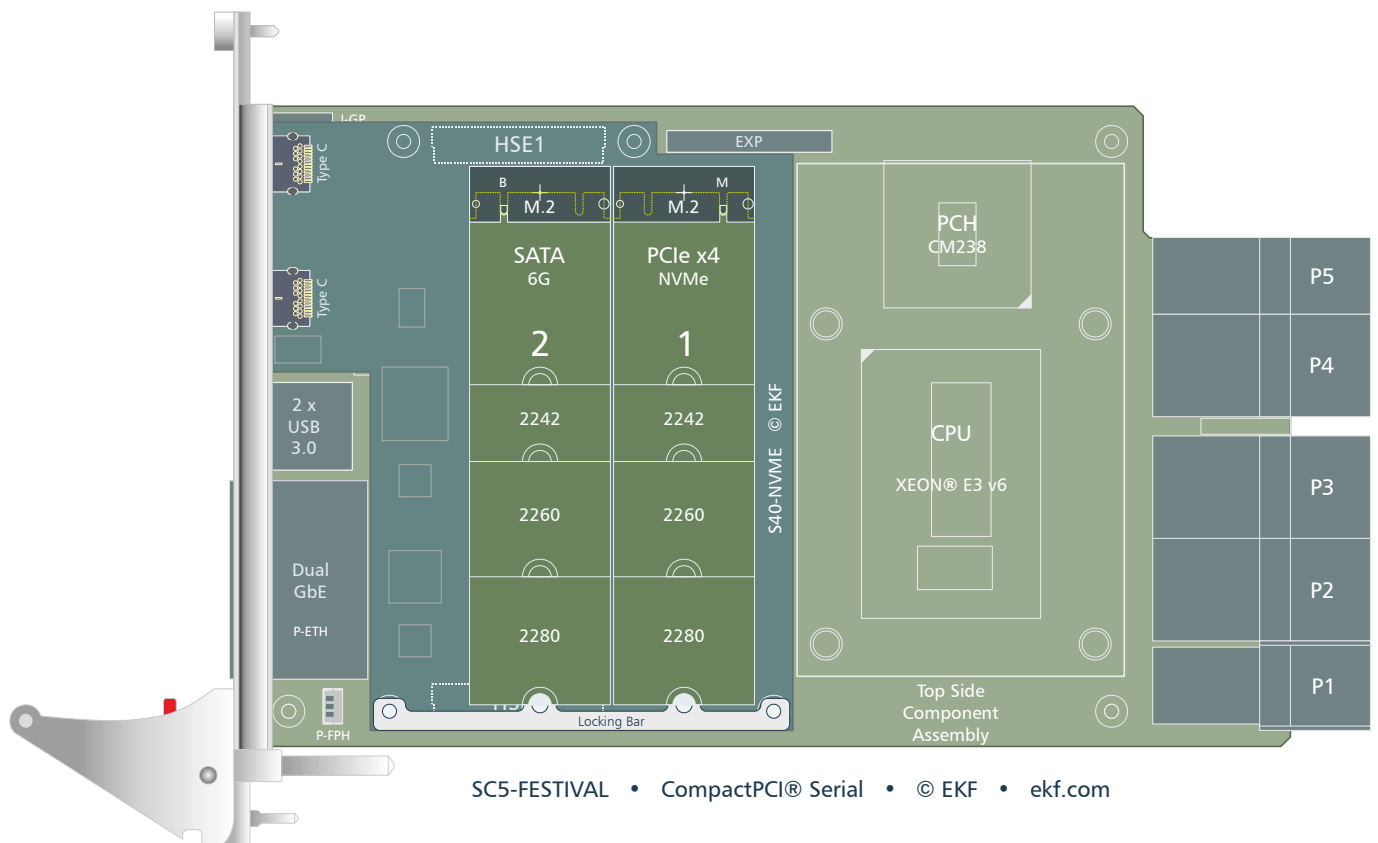 J-GP
Type C
Type C
HSE1
EXP
B
M.2
SATA
6G
2
2242
2260
2280
M
M.2
PCIe x4
NVMe
1
2242
2260
2280
S40-NVME © EKF
2 x
USB
3.0
Dual
GbE
P-ETH
P-FPH
Locking Bar
PCH
CM238
CPU
XEON® E3 v6
Top Side
Component
Assembly
P5
P4
P3
P2
P1
SC5-FESTIVAL • CompactPCI® Serial • © EKF • ekf.com